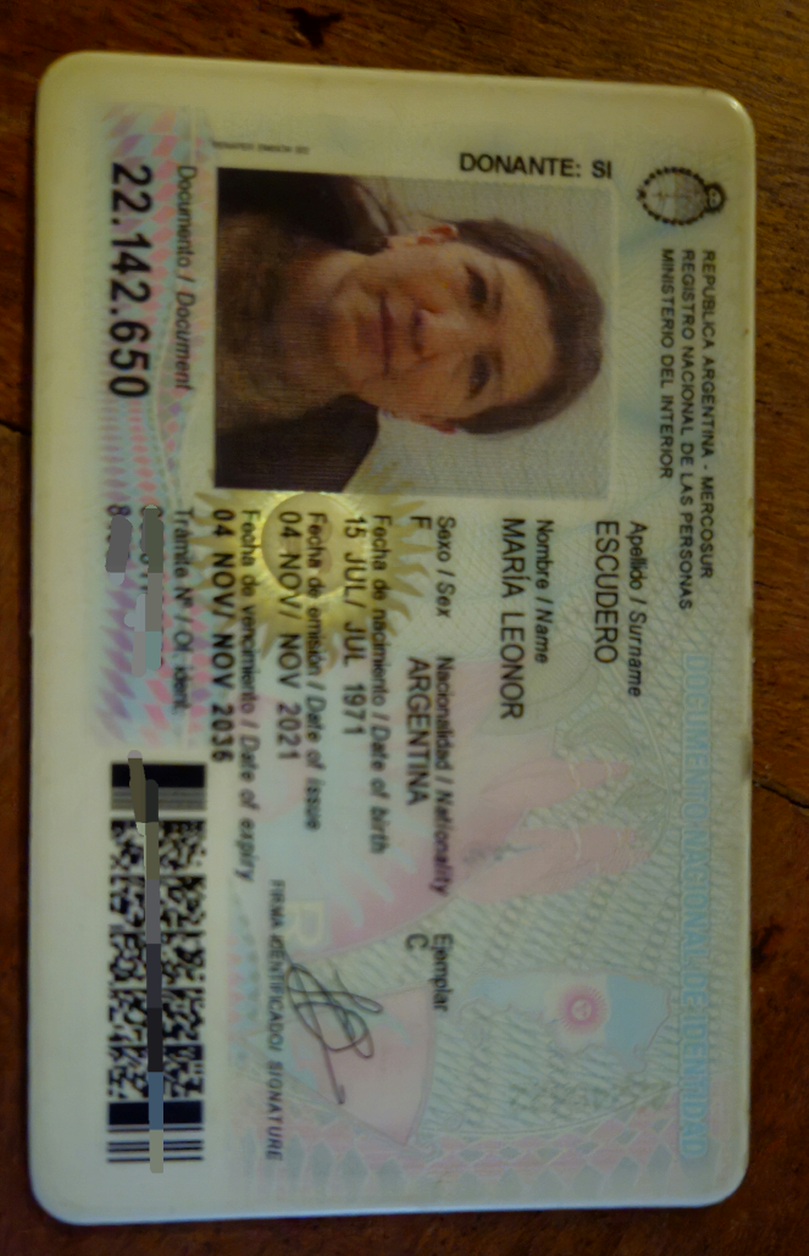 REPUBLICA ARGENTINA - MERCOSUR
REGISTRO NACIONAL DE LAS PERSONAS
MINISTERIO DEL INTERIOR
DOCUMENTO NACIONAL DE IDENTIDAD
DONANTE: SI
Apellido / Surname
ESCUDERO
Nombre / Name
MARÍA LEONOR
Sexo / Sex Nacionalidad / Nationality Ejemplar
F ARGENTINA C
Fecha de nacimiento / Date of birth
15 JUL/ JUL 1971
Fecha de emisión / Date of issue
04 NOV/ NOV 2021
Fecha de vencimiento / Date of expiry
04 NOV/ NOV 2036
FIRMA IDENTIFICADO/ SIGNATURE
Documento / Document
22.142.650
Trámite Nº / Of. ident.